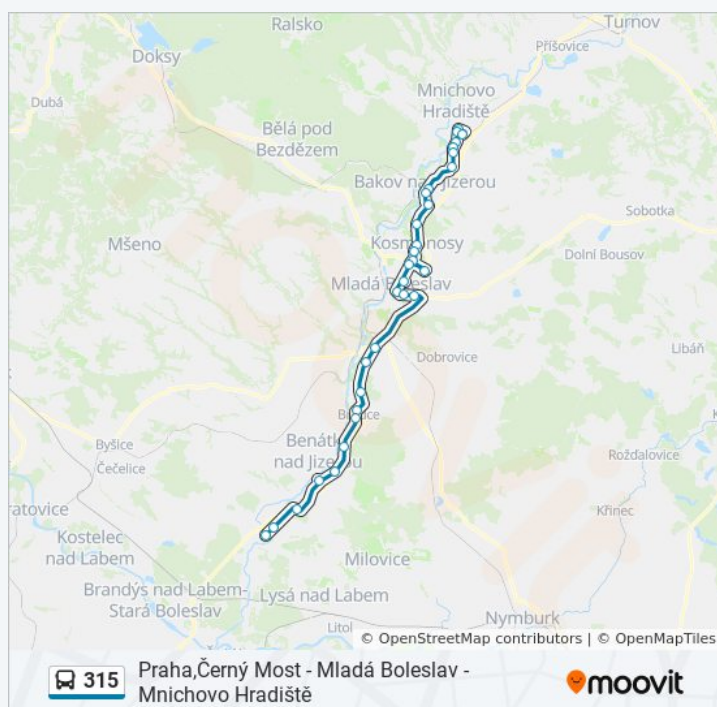 Ralsko
Turnov
Příšovice
Doksy
Mnichovo
Hradiště
Dubá
Bělá pod
Bezdězem
Bakov nad Jizerou
Sobotka
Mšeno
Kosmonosy
Dolní Bousov
Mladá Boleslav
Libáň
Dobrovice
Brodce
Benátky
nad Jizerou
Byšice
Čečelice
Rožďalovice
Křinec
Kostelec
nad Labem
Milovice
Brandýs nad Labem-
Stará Boleslav
Lysá nad Labem
Nymburk
Litol
© OpenStreetMap contributors | © OpenMapTiles
315
Praha,Černý Most - Mladá Boleslav -
Mnichovo Hradiště
moovit